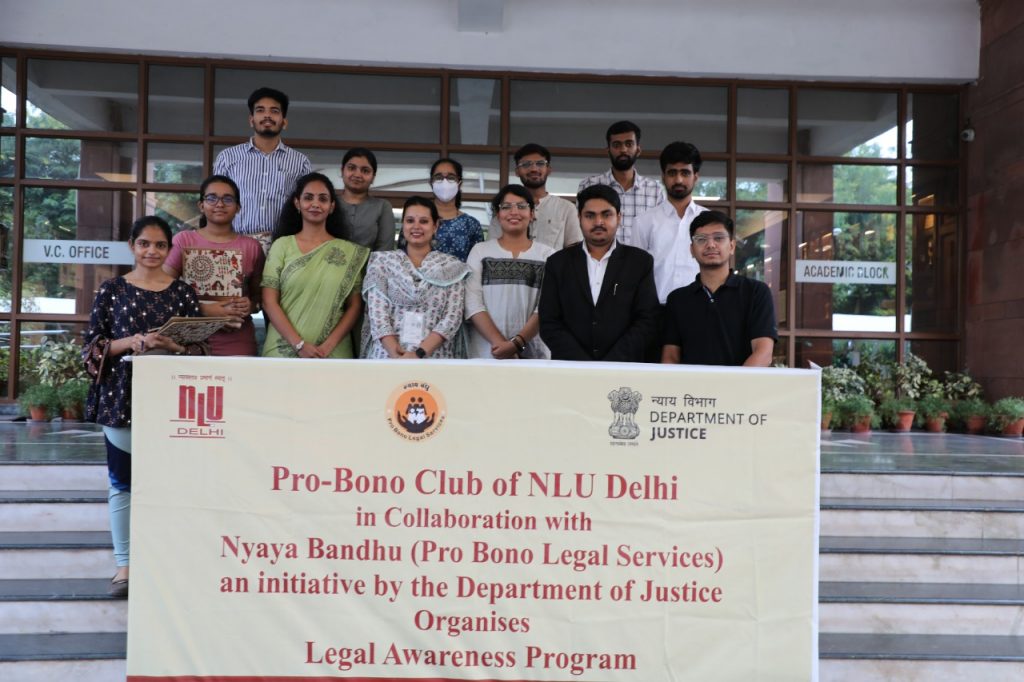 V.C. OFFICE
ACADEMIC BLOCK
NLU
DELHI
न्याय बंधु
Pro Bono Legal Services
न्याय विभाग
DEPARTMENT OF
JUSTICE
Pro-Bono Club of NLU Delhi
in Collaboration with
Nyaya Bandhu (Pro Bono Legal Services)
an initiative by the Department of Justice
Organises
Legal Awareness Program